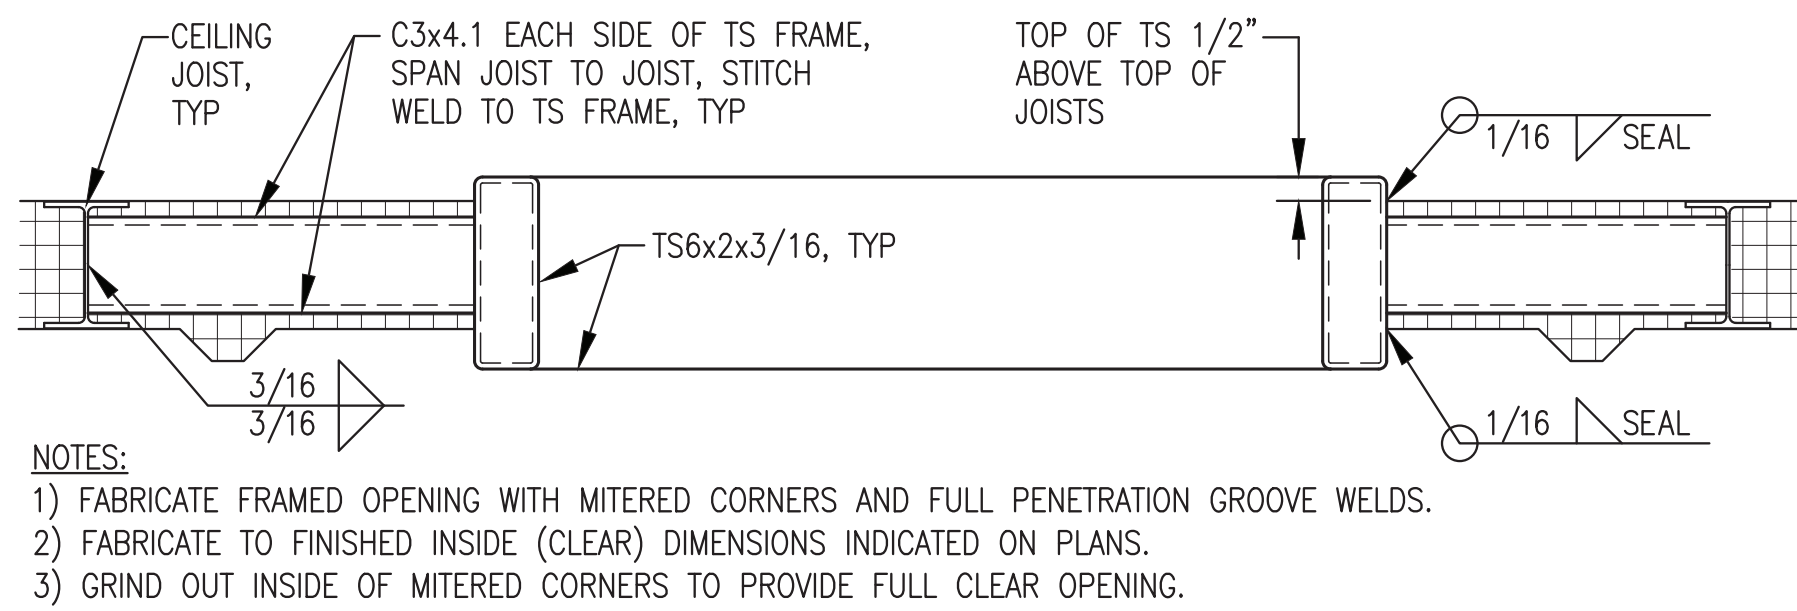 CEILING
JOIST,
TYP
C3x4.1 EACH SIDE OF TS FRAME,
SPAN JOIST TO JOIST, STITCH
WELD TO TS FRAME, TYP
TOP OF TS 1/2”
ABOVE TOP OF
JOISTS
1/16 SEAL
TS6x2x3/16, TYP
3/16
3/16
1/16 SEAL
NOTES:
1) FABRICATE FRAMED OPENING WITH MITERED CORNERS AND FULL PENETRATION GROOVE WELDS.
2) FABRICATE TO FINISHED INSIDE (CLEAR) DIMENSIONS INDICATED ON PLANS.
3) GRIND OUT INSIDE OF MITERED CORNERS TO PROVIDE FULL CLEAR OPENING.